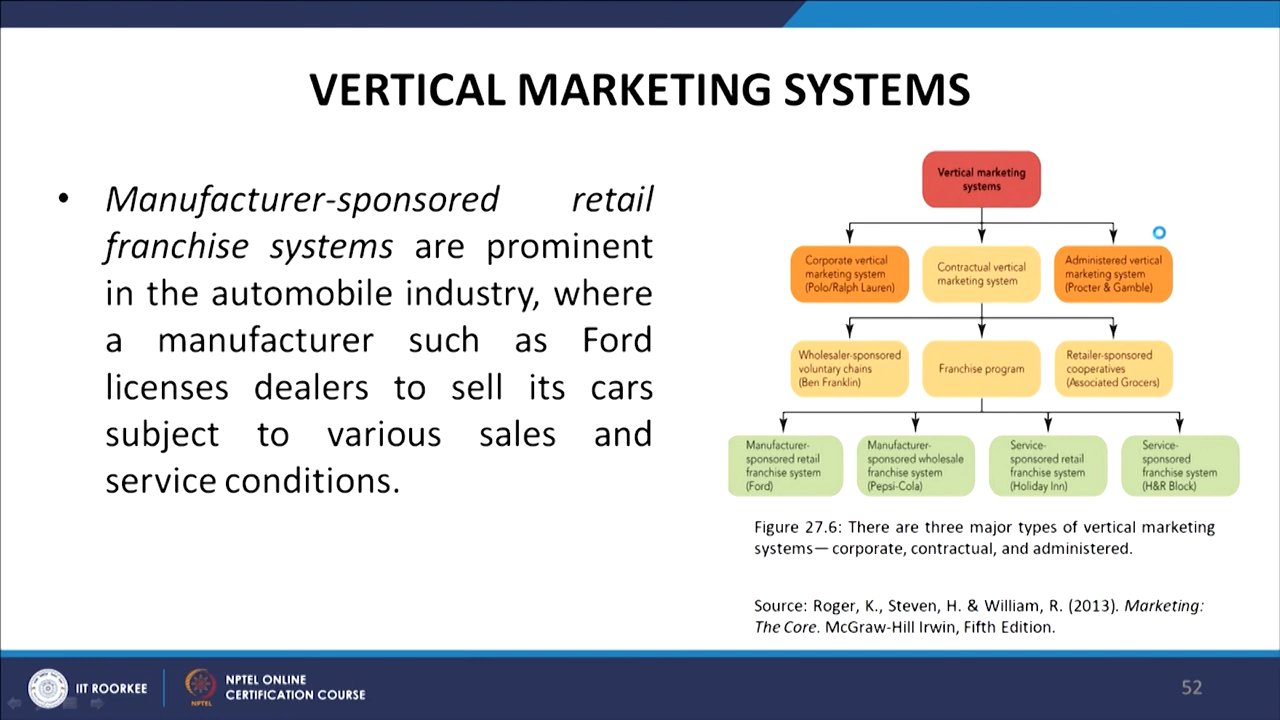 VERTICAL MARKETING SYSTEMS
• Manufacturer-sponsored retail
franchise systems are prominent
in the automobile industry, where
a manufacturer such as Ford
licenses dealers to sell its cars
subject to various sales and
service conditions.
Vertical marketing
systems
Corporate vertical
marketing system
(Polo/Ralph Lauren)
Contractual vertical
marketing system
Administered vertical
marketing system
(Procter & Gamble)
Wholesaler-sponsored
voluntary chains
(Ben Franklin)
Franchise program
Retailer-sponsored
cooperatives
(Associated Grocers)
Manufacturer-
sponsored retail
franchise system
(Ford)
Manufacturer-
sponsored wholesale
franchise system
(Pepsi-Cola)
Service-
sponsored retail
franchise system
(Holiday Inn)
Service-
sponsored
franchise system
(H&R Block)
Figure 27.6: There are three major types of vertical marketing
systems— corporate, contractual, and administered.
Source: Roger, K., Steven, H. & William, R. (2013). Marketing:
The Core. McGraw-Hill Irwin, Fifth Edition.
IIT ROORKEE
NPTEL
NPTEL ONLINE
CERTIFICATION COURSE
52